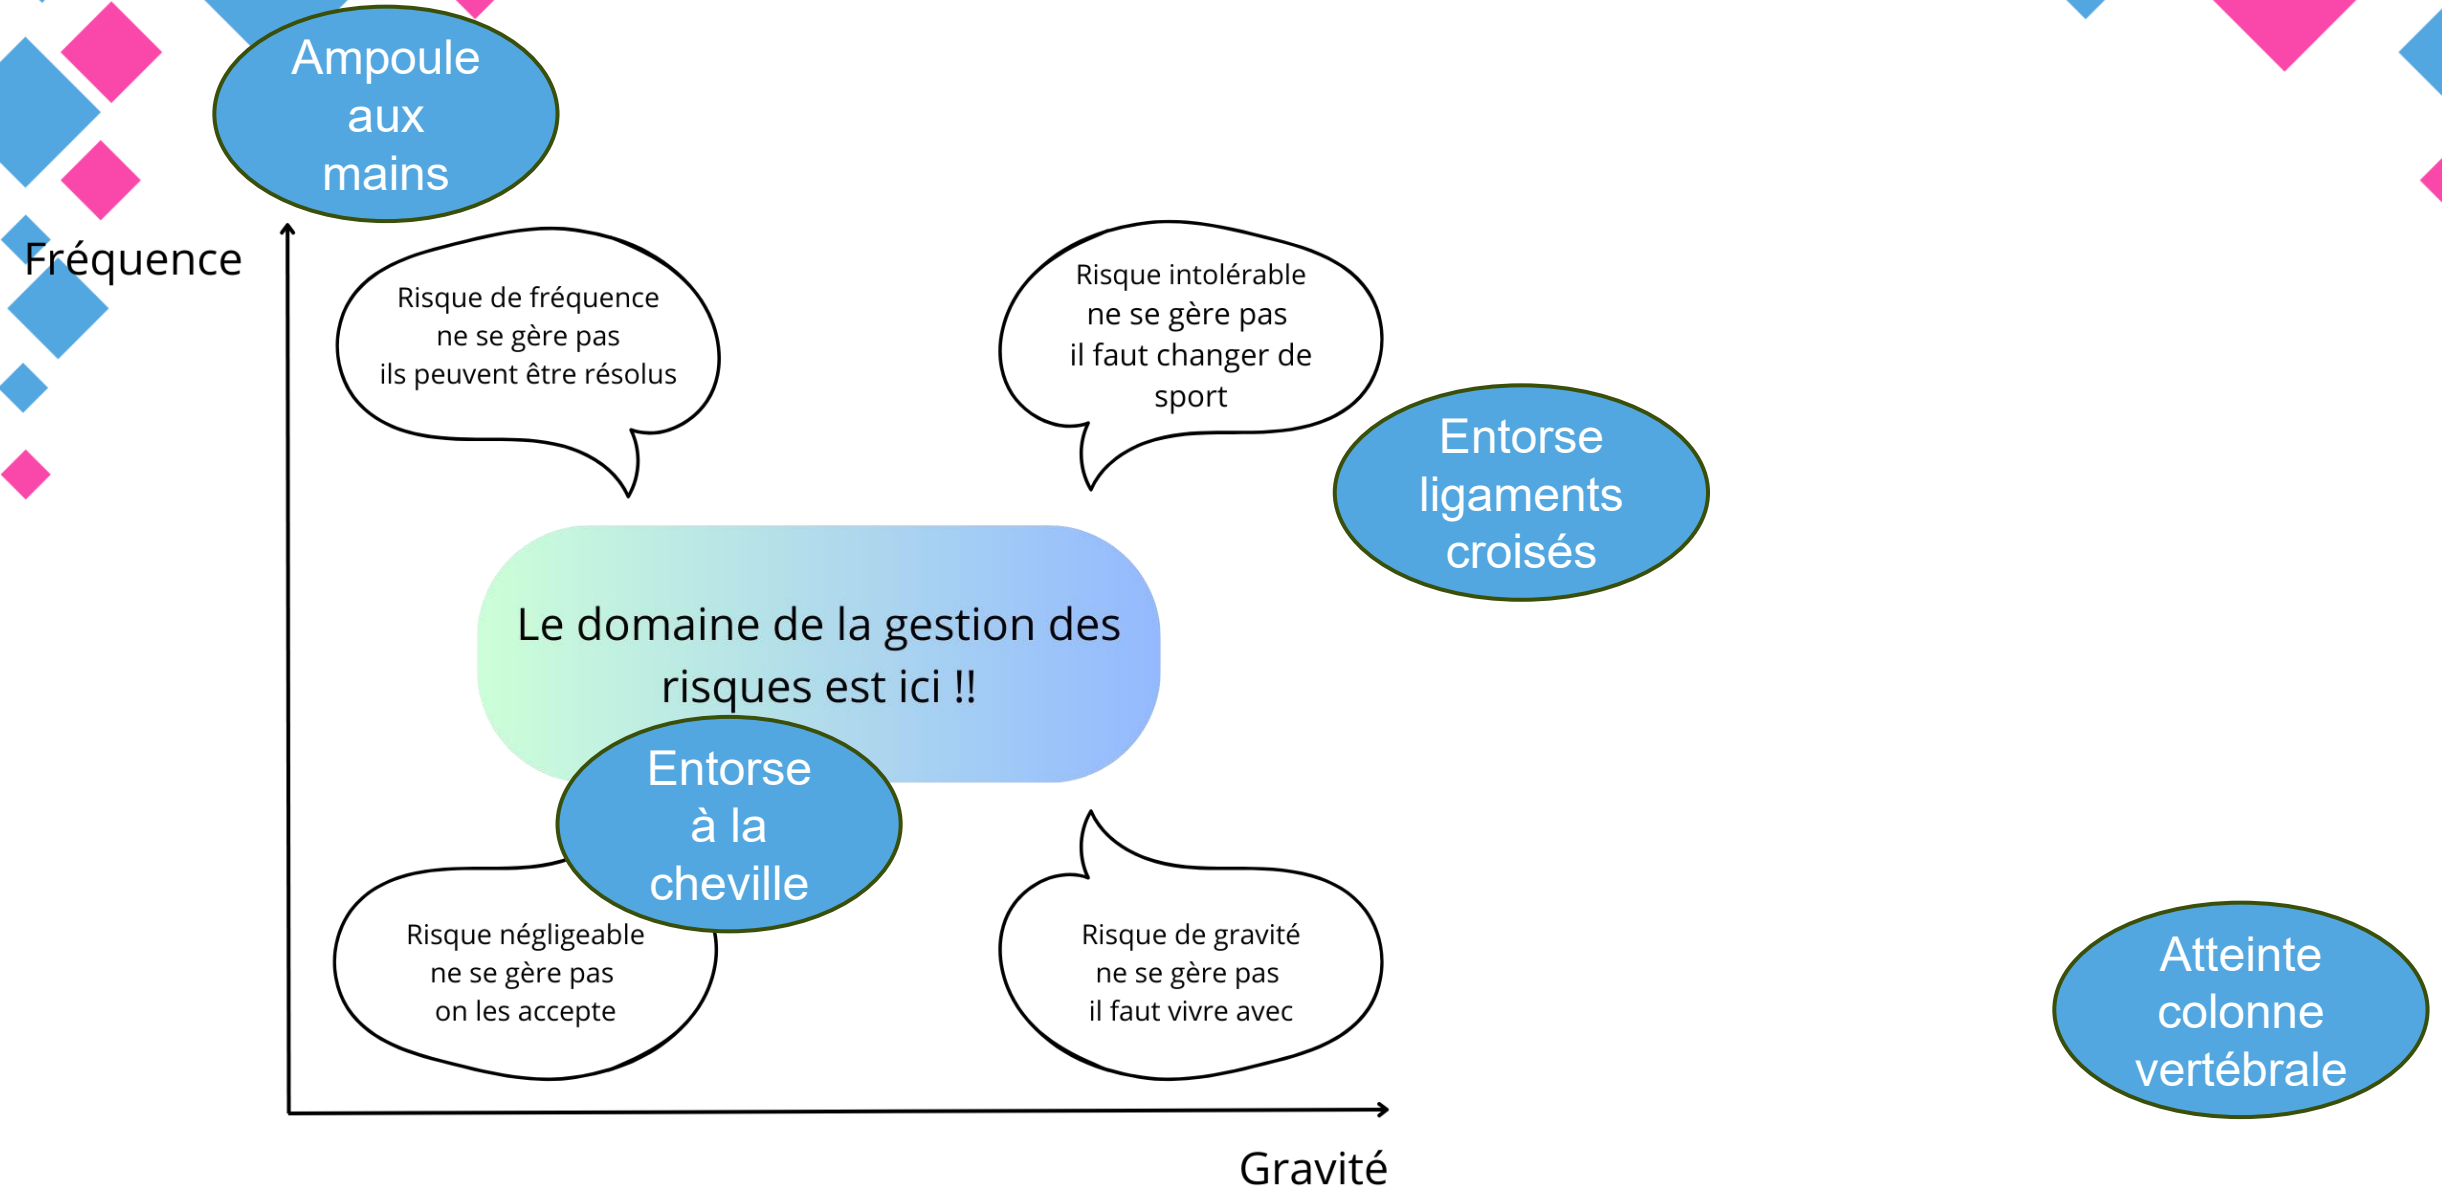 Ampoule
aux
mains
Fréquence
Risque de fréquence
ne se gère pas
ils peuvent être résolus
Risque intolérable
ne se gère pas
il faut changer de
sport
Entorse
ligaments
croisés
Le domaine de la gestion des
risques est ici !!
Entorse
à la
cheville
Risque négligeable
ne se gère pas
on les accepte
Risque de gravité
ne se gère pas
il faut vivre avec
Atteinte
colonne
vertébrale
Gravité